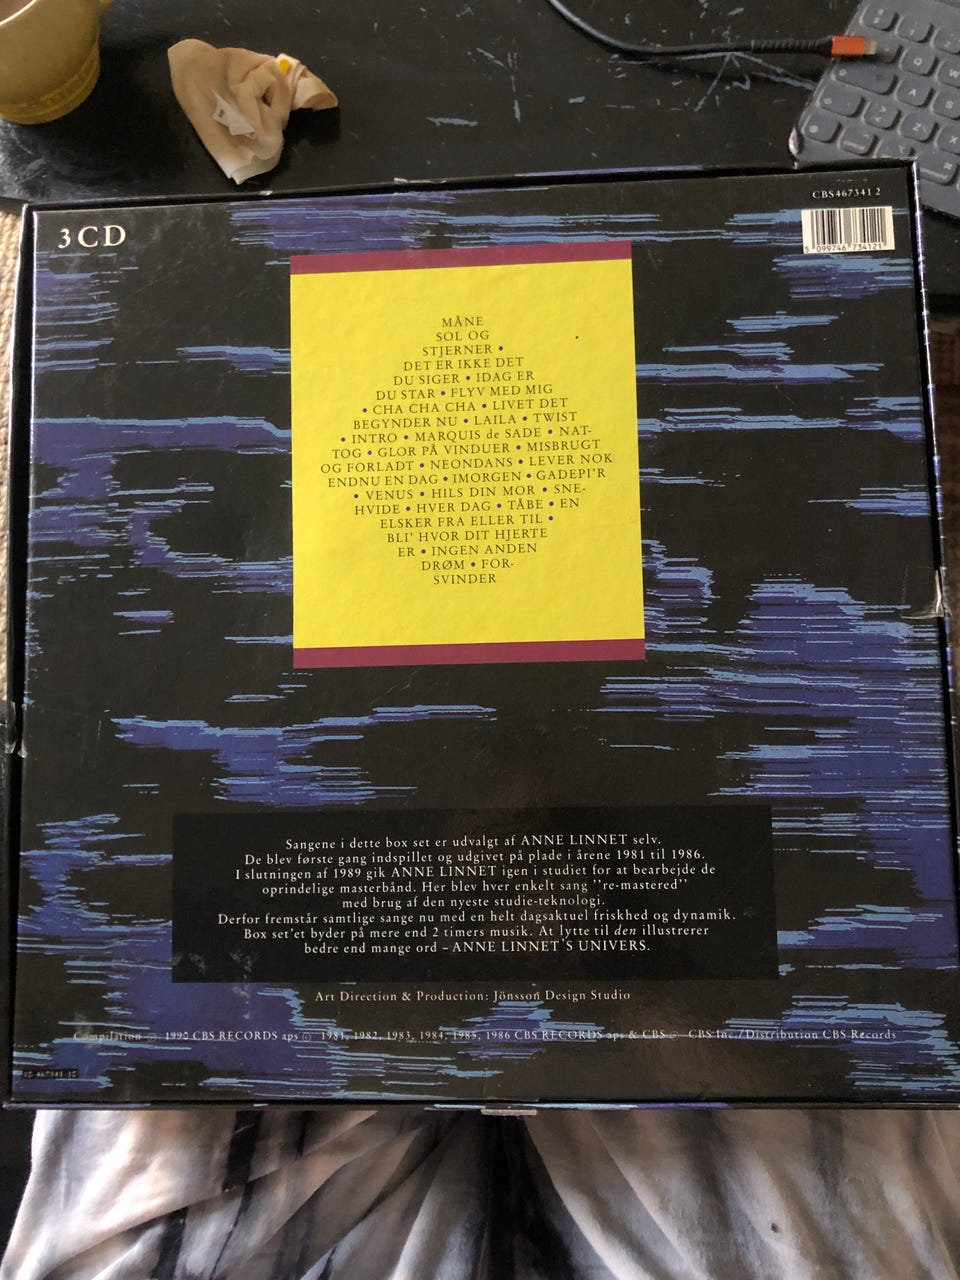 CBS 467341 2
3CD
5 099746 734121
MÅNE
SOL OG
STJERNER •
DET ER IKKE DET
DU SIGER • IDAG ER
DU STAR • FLYV MED MIG
• CHA CHA CHA • LIVET DET
BEGYNDER NU • LAILA • TWIST
• INTRO • MARQUIS de SADE • NAT-
TOG • GLOR PÅ VINDUER • MISBRUGT
OG FORLADT • NEONDANS • LEVER NOK
ENDNU EN DAG • IMORGEN • GADEPI'R
• VENUS • HILS DIN MOR • SNE-
HVIDE • HVER DAG • TÅBE • EN
ELSKER FRA ELLER TIL •
BLI' HVOR DIT HJERTE
ER • INGEN ANDEN
DRØM • FOR-
SVINDER
Sangene i dette box set er udvalgt af ANNE LINNET selv.
De blev første gang indspillet og udgivet på plade i årene 1981 til 1986.
I slutningen af 1989 gik ANNE LINNET igen i studiet for at bearbejde de
oprindelige masterbånd. Her blev hver enkelt sang ''re-mastered''
med brug af den nyeste studie-teknologi.
Derfor fremstår samtlige sange nu med en helt dagsaktuel friskhed og dynamik.
Box set'et byder på mere end 2 timers musik. At lytte til den illustrerer
bedre end mange ord – ANNE LINNET'S UNIVERS.
Art Direction & Production: Jönsson Design Studio
Compilation ℗ 1990 CBS RECORDS aps ℗ 1981, 1982, 1983, 1984, 1985, 1986 CBS RECORDS aps & CBS ℗ CBS Inc./Distribution CBS Records